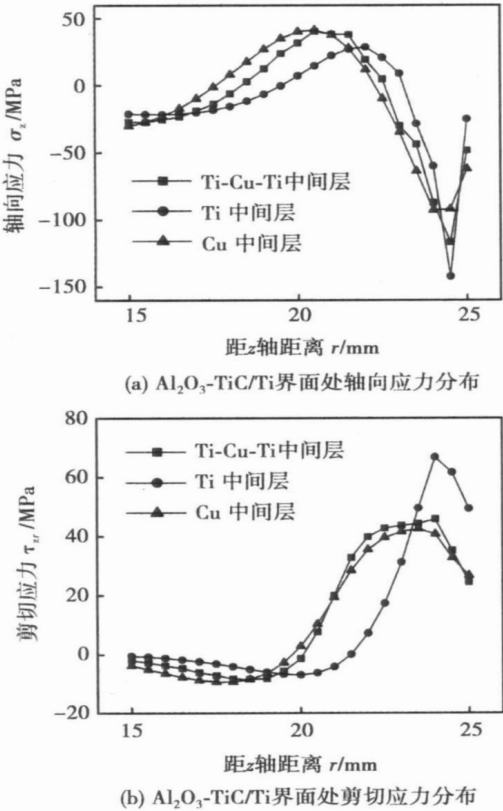 50
0
-50
-100
-150
轴向应力 σz/MPa
Ti-Cu-Ti中间层
Ti 中间层
Cu 中间层
15
20
25
距z轴距离 r/mm
(a) Al₂O₃-TiC/Ti界面处轴向应力分布
80
60
40
20
0
-20
剪切应力 τzr/MPa
Ti-Cu-Ti中间层
Ti 中间层
Cu 中间层
15
20
25
距z轴距离 r/mm
(b) Al₂O₃-TiC/Ti界面处剪切应力分布